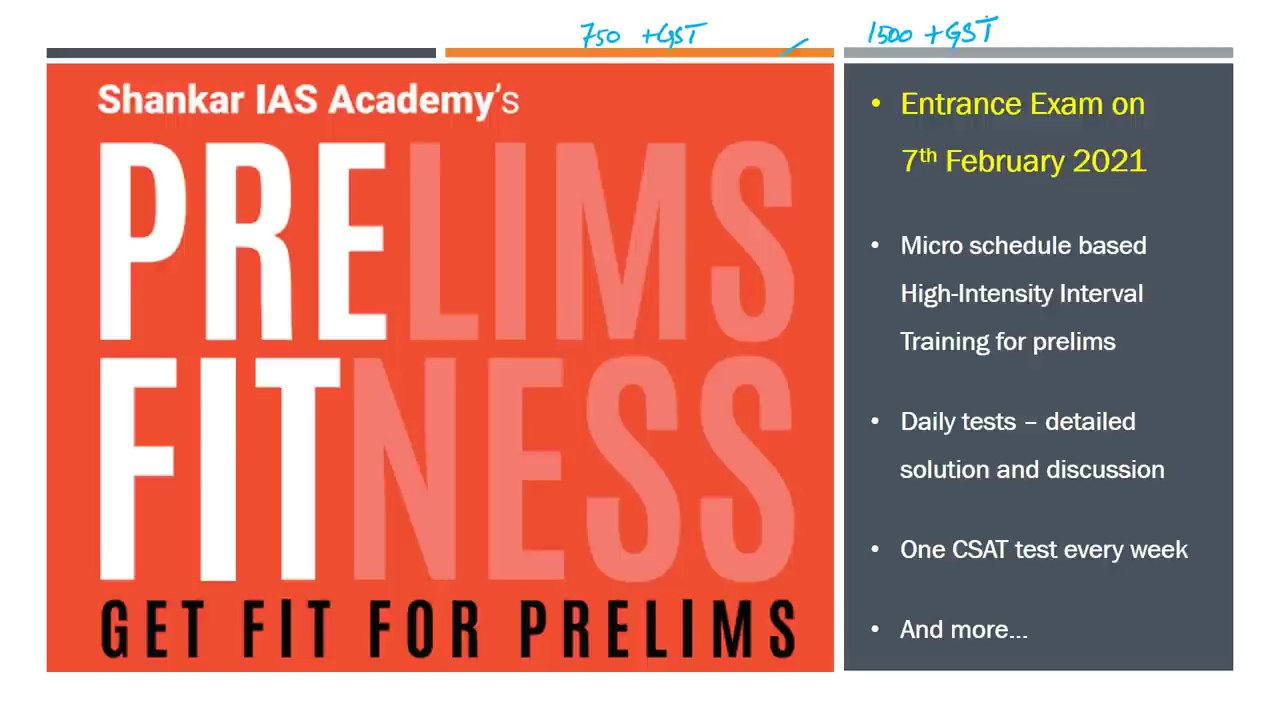 750 +GST
1500 +GST
Shankar IAS Academy's
PRELIMS
FITNESS
GET FIT FOR PRELIMS
• Entrance Exam on
7th February 2021
• Micro schedule based
High-Intensity Interval
Training for prelims
• Daily tests – detailed
solution and discussion
• One CSAT test every week
• And more...